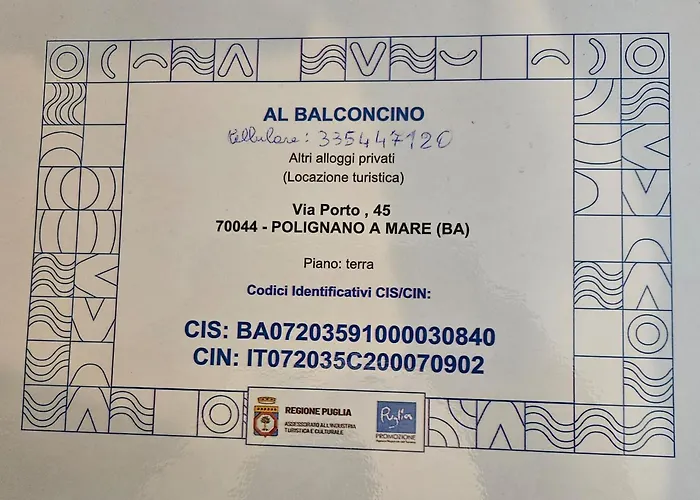 AL BALCONCINO
Cellulare: 335447120
Altri alloggi privati
(Locazione turistica)
Via Porto , 45
70044 - POLIGNANO A MARE (BA)
Piano: terra
Codici Identificativi CIS/CIN:
CIS: BA07203591000030840
CIN: IT072035C200070902
REGIONE PUGLIA
ASSESSORATO ALL'INDUSTRIA
TURISTICA E CULTURALE
Puglia
PROMOZIONE